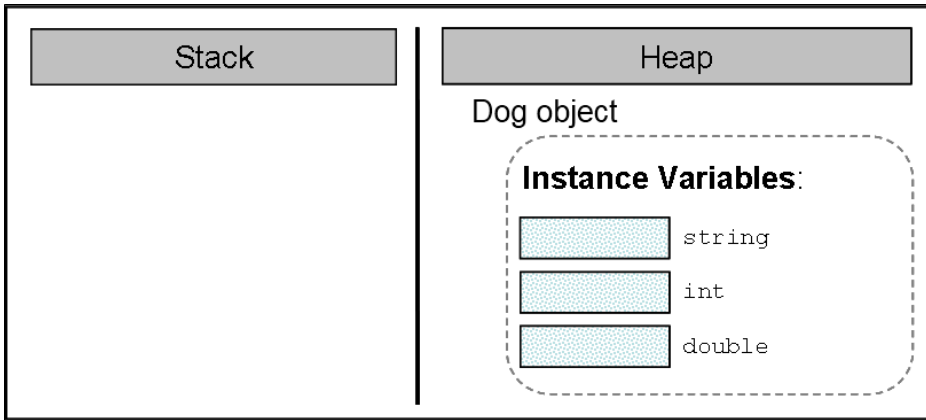 Stack
Heap
Dog object
Instance Variables:
string
int
double